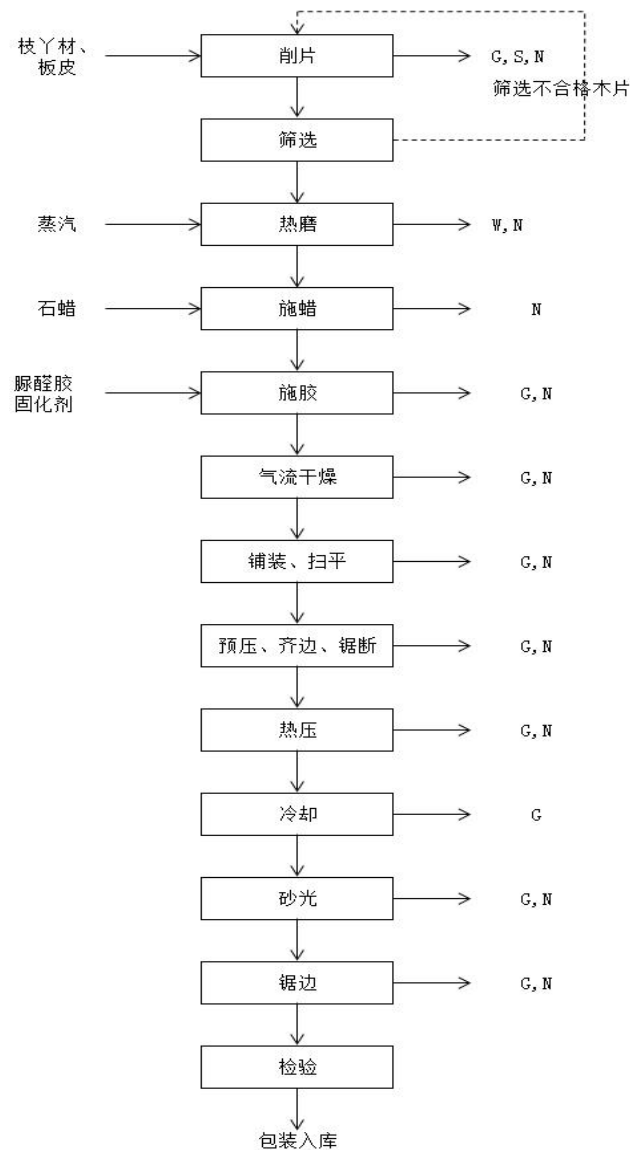 枝丫材、
板皮
削片
G,S,N
筛选不合格木片
筛选
蒸汽
热磨
W,N
石蜡
施蜡
N
脲醛胶
固化剂
施胶
G,N
气流干燥
G,N
铺装、扫平
G,N
预压、齐边、锯断
G,N
热压
G,N
冷却
G
砂光
G,N
锯边
G,N
检验
包装入库